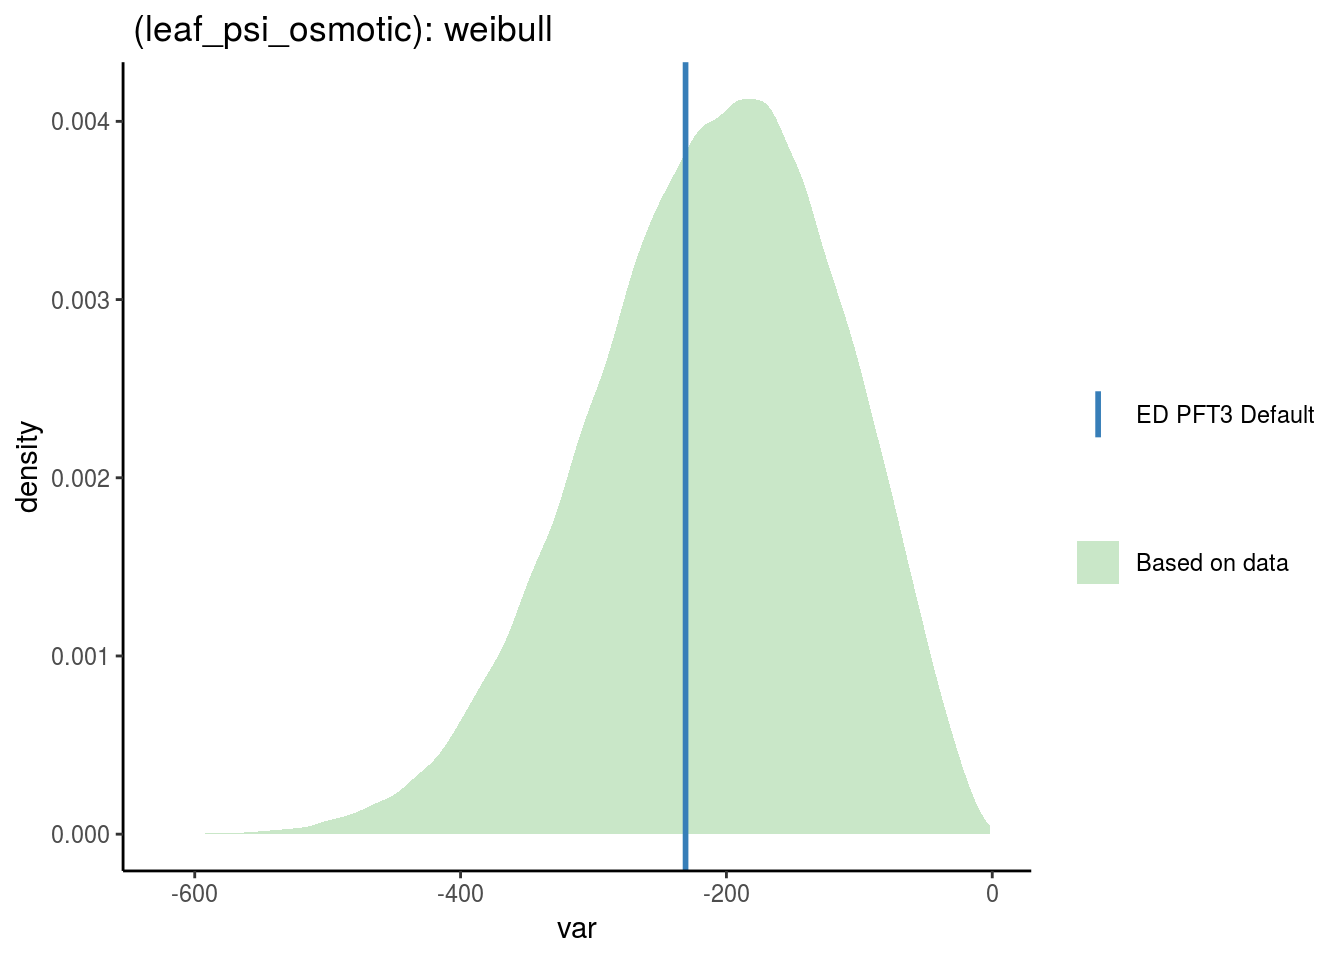 (leaf_psi_osmotic): weibull
0.004
0.003
0.002
0.001
0.000
density
-600
-400
-200
0
var
ED PFT3 Default
Based on data